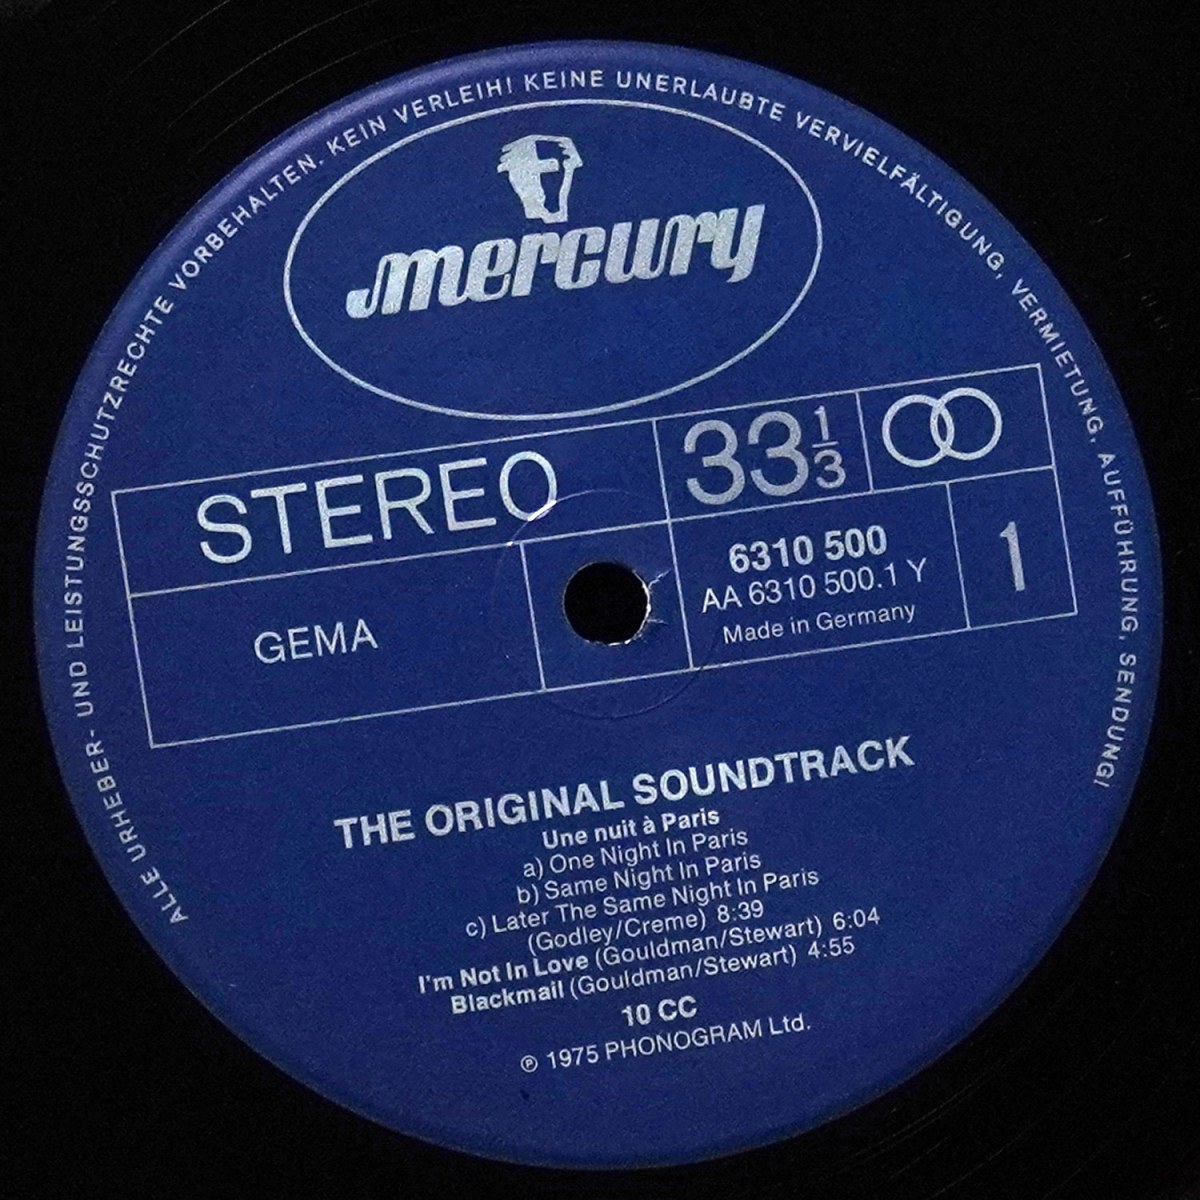 ALLE URHEBER- UND LEISTUNGSSCHUTZRECHTE VORBEHALTEN. KEIN VERLEIH! KEINE UNERLAUBTE VERVIELFÄLTIGUNG, VERMIETUNG, AUFFÜHRUNG, SENDUNG!
mercury
STEREO
33 1/3
GEMA
6310 500
AA 6310 500.1 Y
Made in Germany
1
THE ORIGINAL SOUNDTRACK
Une nuit à Paris
a) One Night In Paris
b) Same Night In Paris
c) Later The Same Night In Paris
(Godley/Creme) 8:39
I'm Not In Love (Gouldman/Stewart) 6:04
Blackmail (Gouldman/Stewart) 4:55
10 CC
℗ 1975 PHONOGRAM Ltd.